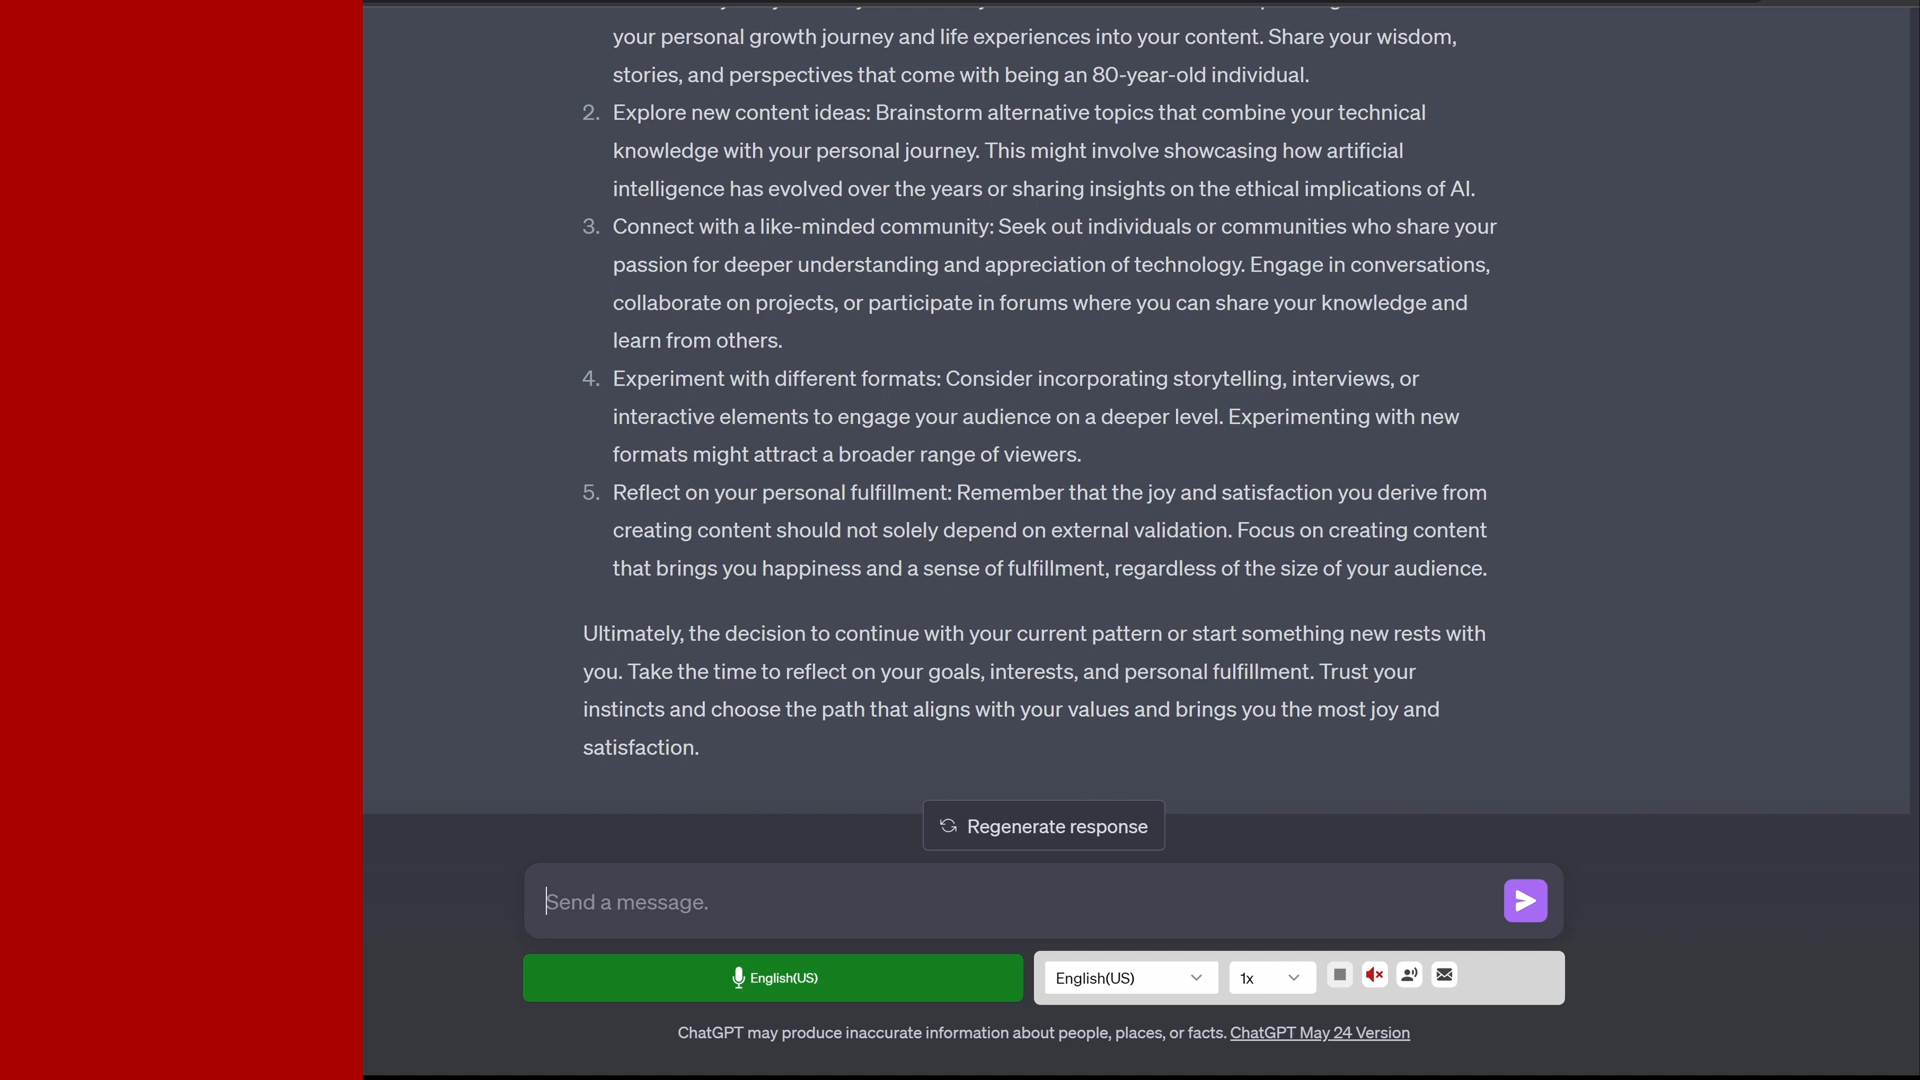 your personal growth journey and life experiences into your content. Share your wisdom,
stories, and perspectives that come with being an 80-year-old individual.
2. Explore new content ideas: Brainstorm alternative topics that combine your technical
knowledge with your personal journey. This might involve showcasing how artificial
intelligence has evolved over the years or sharing insights on the ethical implications of AI.
3. Connect with a like-minded community: Seek out individuals or communities who share your
passion for deeper understanding and appreciation of technology. Engage in conversations,
collaborate on projects, or participate in forums where you can share your knowledge and
learn from others.
4. Experiment with different formats: Consider incorporating storytelling, interviews, or
interactive elements to engage your audience on a deeper level. Experimenting with new
formats might attract a broader range of viewers.
5. Reflect on your personal fulfillment: Remember that the joy and satisfaction you derive from
creating content should not solely depend on external validation. Focus on creating content
that brings you happiness and a sense of fulfillment, regardless of the size of your audience.
Ultimately, the decision to continue with your current pattern or start something new rests with
you. Take the time to reflect on your goals, interests, and personal fulfillment. Trust your
instincts and choose the path that aligns with your values and brings you the most joy and
satisfaction.
Regenerate response
Send a message.
English(US)
English(US)
1x
ChatGPT may produce inaccurate information about people, places, or facts. ChatGPT May 24 Version